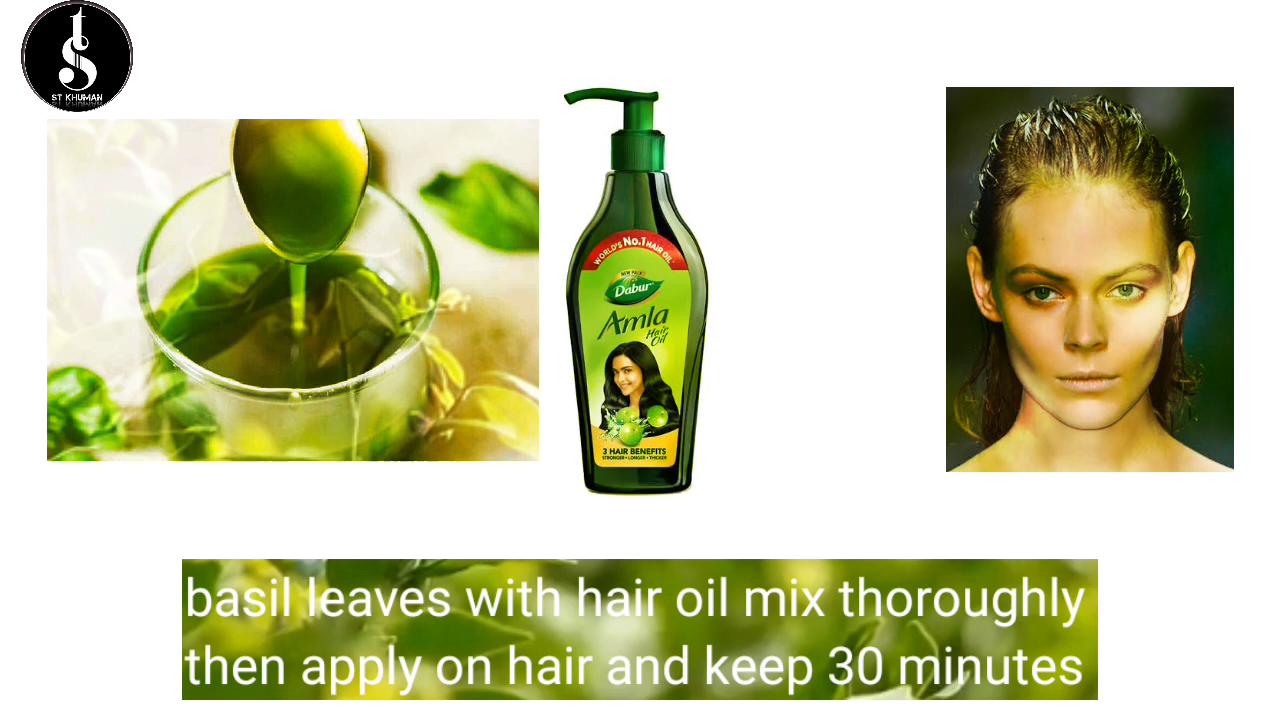 ST KHUMAN
WORLD'S No.1 HAIR OIL
NEW PACK
Dabur
Amla
Hair
Oil
3 HAIR BENEFITS
STRONGER • LONGER • THICKER
basil leaves with hair oil mix thoroughly
then apply on hair and keep 30 minutes